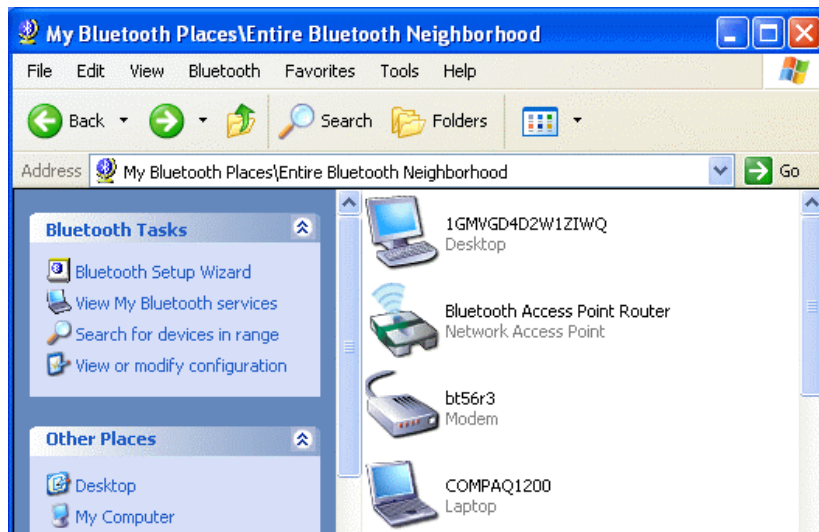 My Bluetooth Places\Entire Bluetooth Neighborhood
File Edit View Bluetooth Favorites Tools Help
Back Search Folders
Address My Bluetooth Places\Entire Bluetooth Neighborhood Go
Bluetooth Tasks
Bluetooth Setup Wizard
View My Bluetooth services
Search for devices in range
View or modify configuration
Other Places
Desktop
My Computer
1GMVGD4D2W1ZIWQ
Desktop
Bluetooth Access Point Router
Network Access Point
bt56r3
Modem
COMPAQ1200
Laptop